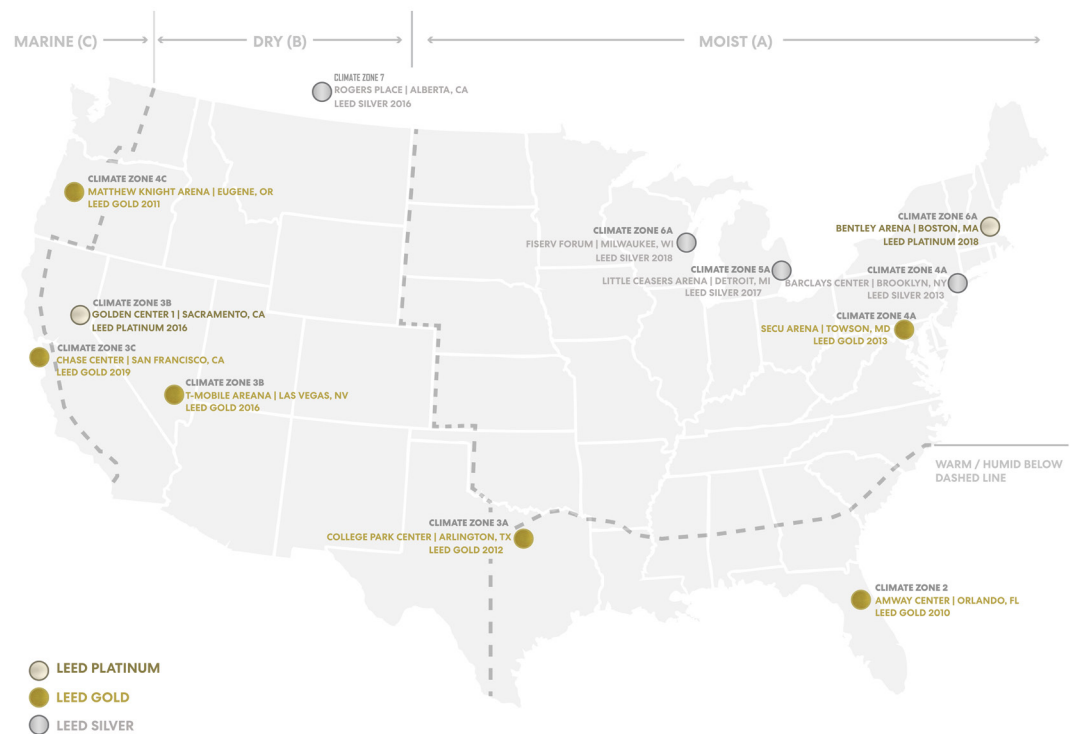 MARINE (C)
DRY (B)
MOIST (A)
CLIMATE ZONE 7
ROGERS PLACE | ALBERTA, CA
LEED SILVER 2016
CLIMATE ZONE 4C
MATTHEW KNIGHT ARENA | EUGENE, OR
LEED GOLD 2011
CLIMATE ZONE 6A
BENTLEY ARENA | BOSTON, MA
LEED PLATINUM 2018
CLIMATE ZONE 6A
FISERV FORUM | MILWAUKEE, WI
LEED SILVER 2018
CLIMATE ZONE 5A
LITTLE CEASERS ARENA | DETROIT, MI
LEED SILVER 2017
CLIMATE ZONE 4A
BARCLAYS CENTER | BROOKLYN, NY
LEED SILVER 2013
CLIMATE ZONE 3B
GOLDEN CENTER 1 | SACRAMENTO, CA
LEED PLATINUM 2016
CLIMATE ZONE 4A
SECU ARENA | TOWSON, MD
LEED GOLD 2013
CLIMATE ZONE 3C
CHASE CENTER | SAN FRANCISCO, CA
LEED GOLD 2019
CLIMATE ZONE 3B
T-MOBILE AREANA | LAS VEGAS, NV
LEED GOLD 2016
WARM / HUMID BELOW
DASHED LINE
CLIMATE ZONE 3A
COLLEGE PARK CENTER | ARLINGTON, TX
LEED GOLD 2012
CLIMATE ZONE 2
AMWAY CENTER | ORLANDO, FL
LEED GOLD 2010
LEED PLATINUM
LEED GOLD
LEED SILVER